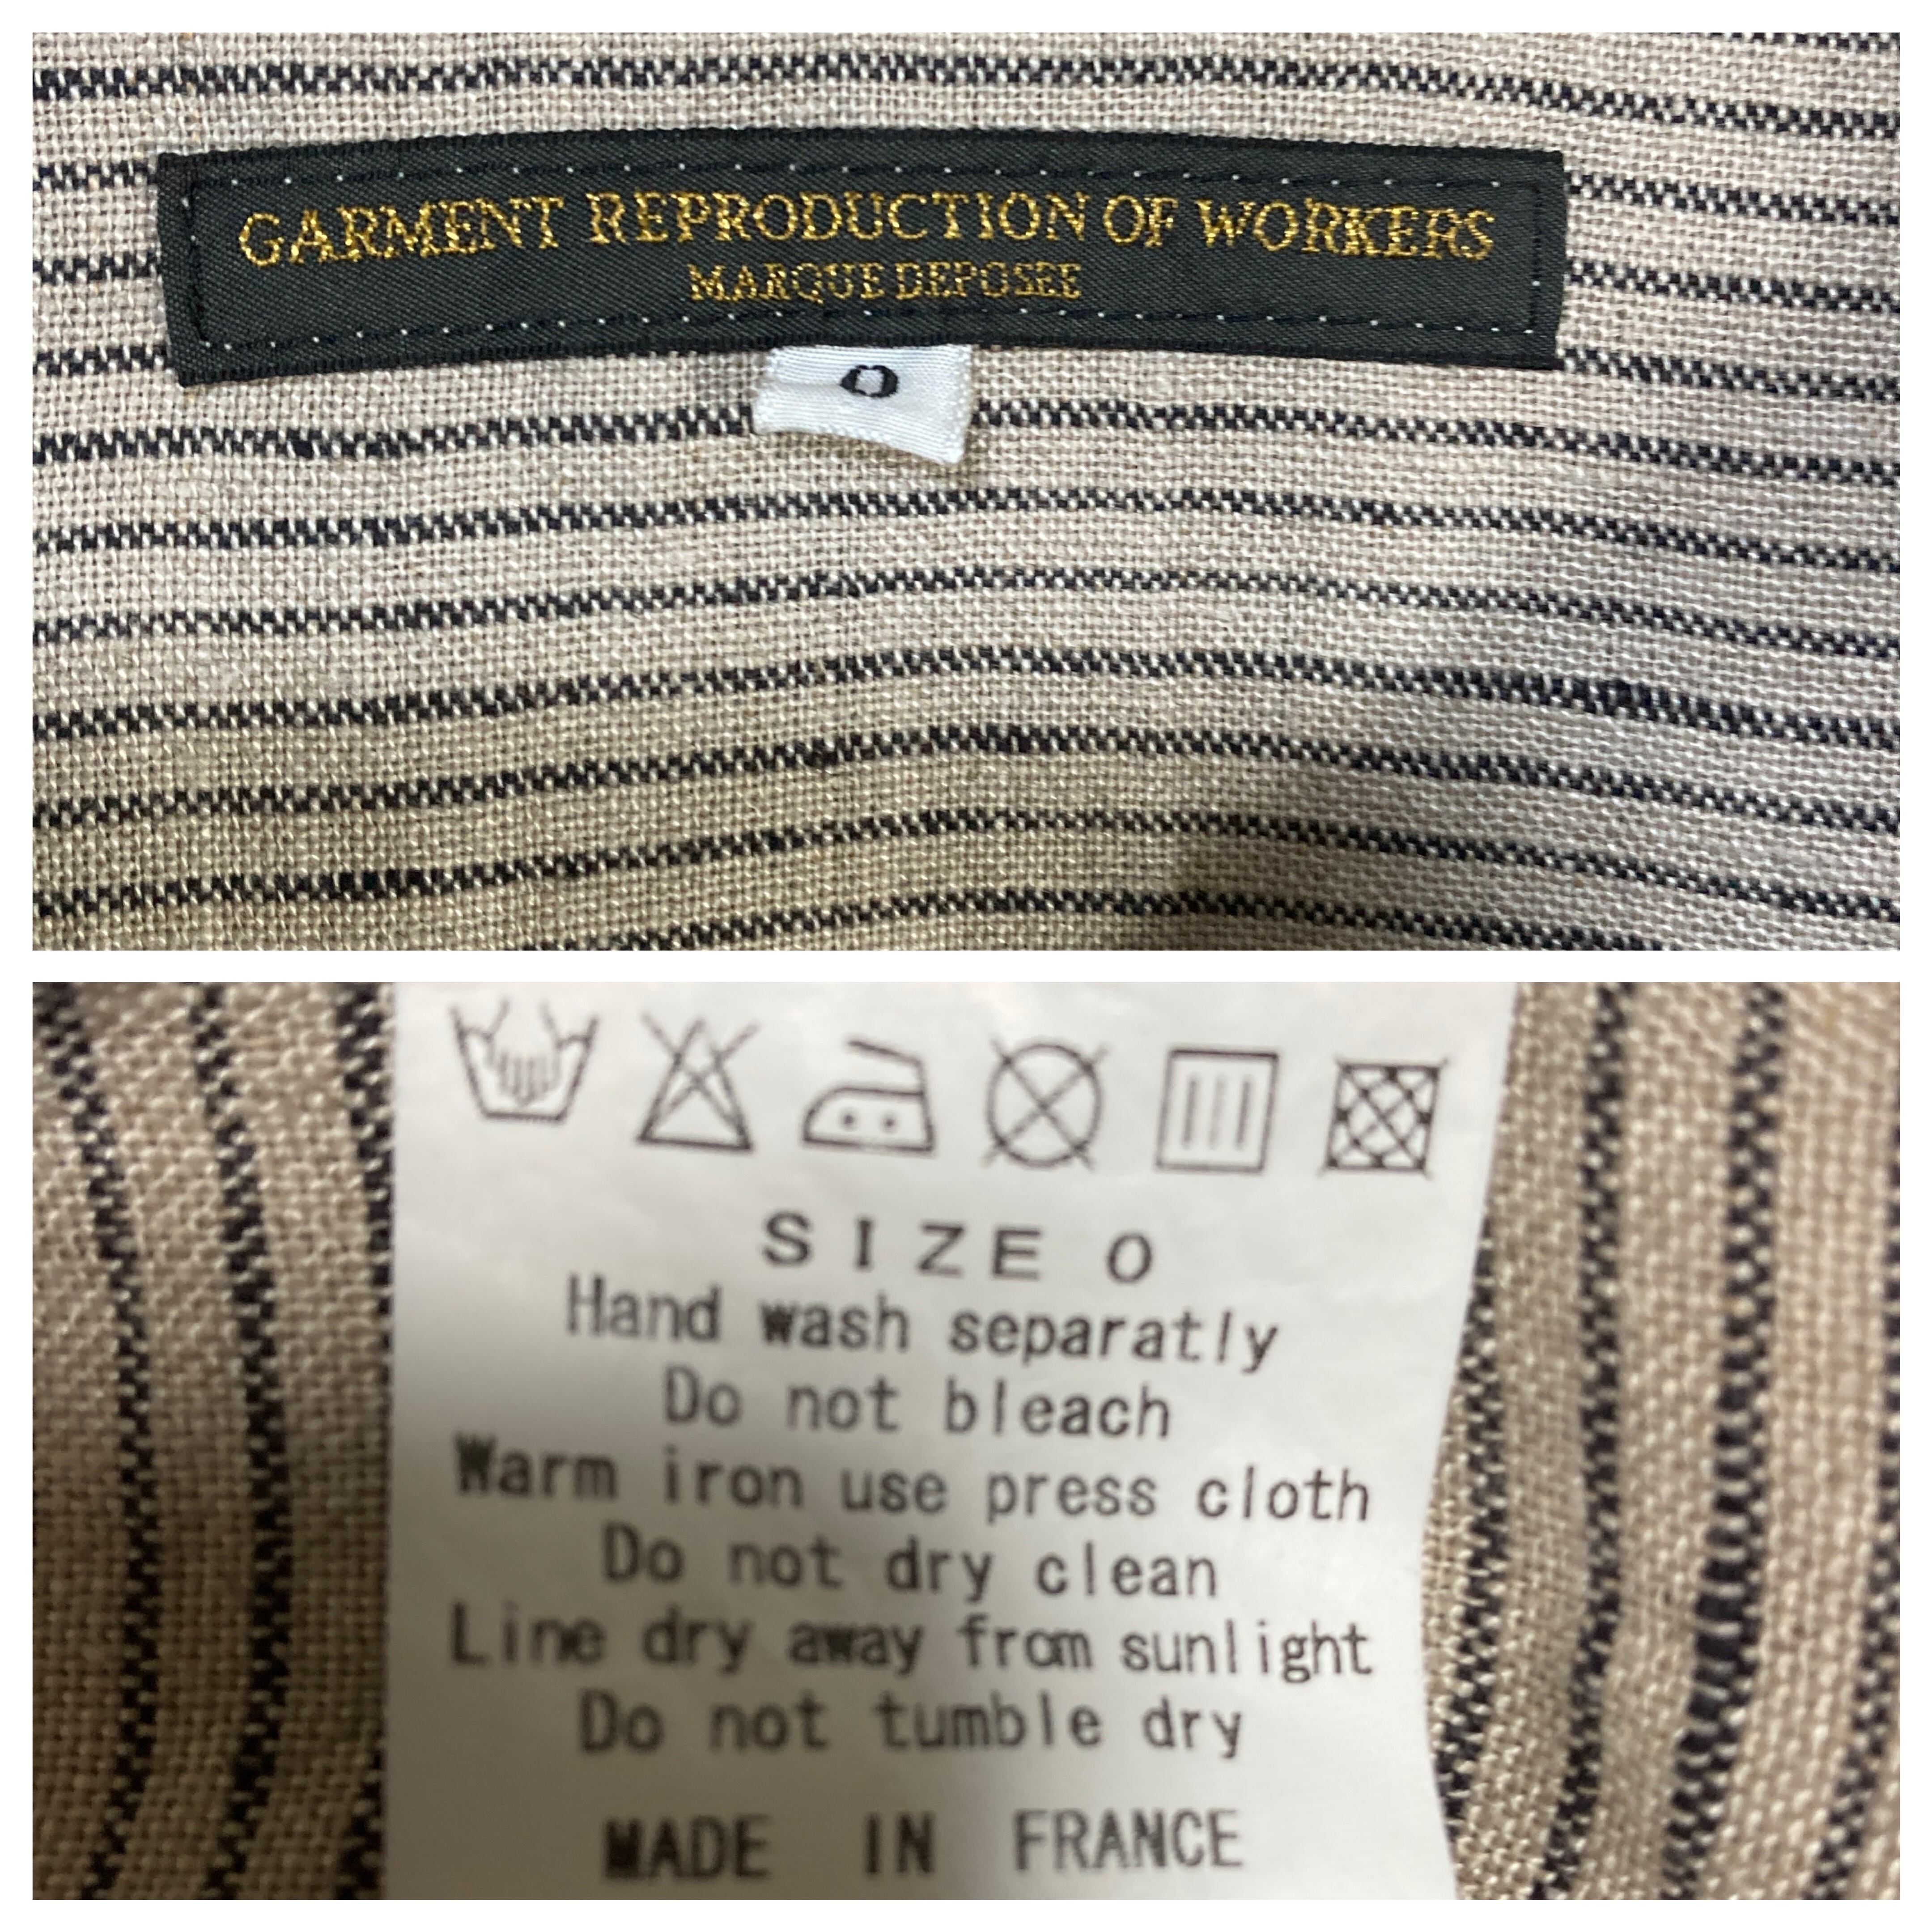 GARMENT REPRODUCTION OF WORKERS
MARQUE DEPOSEE
0
SIZE 0
Hand wash separatly
Do not bleach
Warm iron use press cloth
Do not dry clean
Line dry away from sunlight
Do not tumble dry
MADE IN FRANCE